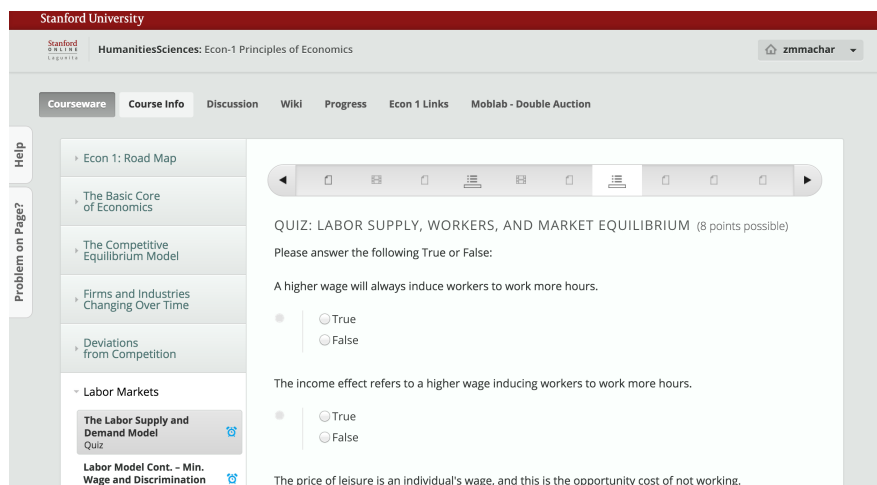 Stanford University
Stanford
ONLINE
Lagunita
HumanitiesSciences: Econ-1 Principles of Economics
zmmachar
Courseware Course Info Discussion Wiki Progress Econ 1 Links Moblab - Double Auction
Help
Problem on Page?
Econ 1: Road Map
The Basic Core
of Economics
The Competitive
Equilibrium Model
Firms and Industries
Changing Over Time
Deviations
from Competition
Labor Markets
The Labor Supply and
Demand Model
Quiz
Labor Model Cont. – Min.
Wage and Discrimination
QUIZ: LABOR SUPPLY, WORKERS, AND MARKET EQUILIBRIUM (8 points possible)
Please answer the following True or False:
A higher wage will always induce workers to work more hours.
True
False
The income effect refers to a higher wage inducing workers to work more hours.
True
False
The price of leisure is an individual's wage, and this is the opportunity cost of not working.